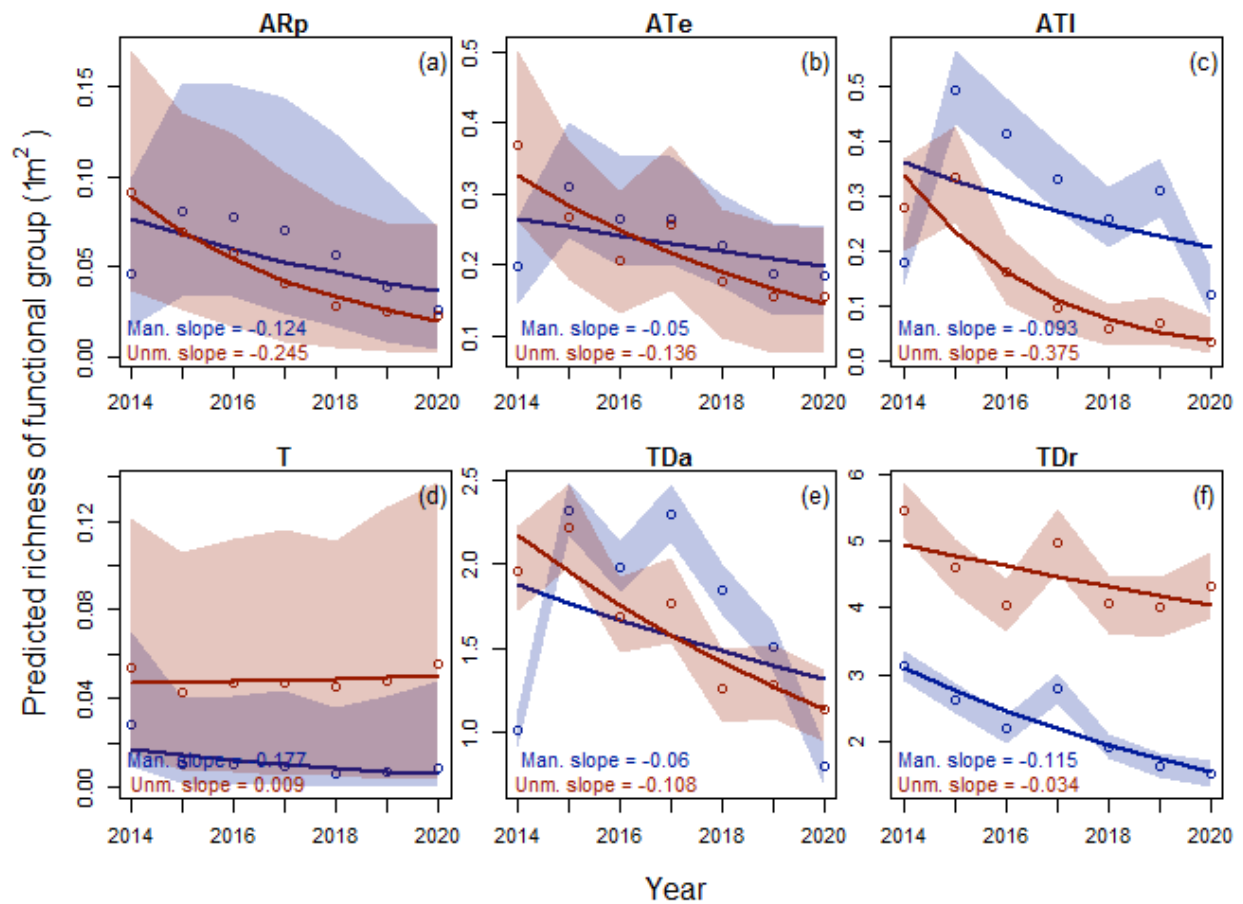 ARp
ATe
ATl
(a)
(b)
(c)
0.15
0.10
0.05
0.00
0.5
0.4
0.3
0.2
0.1
0.5
0.4
0.3
0.2
0.1
0.0
Man. slope = -0.124
Unm. slope = -0.245
Man. slope = -0.05
Unm. slope = -0.136
Man. slope = -0.093
Unm. slope = -0.375
2014 2016 2018 2020
2014 2016 2018 2020
2014 2016 2018 2020
Predicted richness of functional group (1m²)
T
TDa
TDr
(d)
(e)
(f)
0.12
0.08
0.04
0.00
2.5
2.0
1.5
1.0
6
5
4
3
2
Man. slope = -0.177
Unm. slope = 0.009
Man. slope = -0.06
Unm. slope = -0.108
Man. slope = -0.115
Unm. slope = -0.034
2014 2016 2018 2020
2014 2016 2018 2020
2014 2016 2018 2020
Year